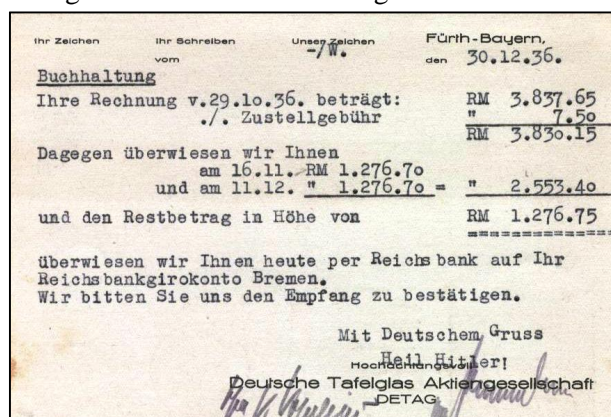 Ihr Zeichen Ihr Schreiben vom Unser Zeichen -/W. Fürth-Bayern, den 30.12.36.
Buchhaltung
Ihre Rechnung v.29.10.36. beträgt: RM 3.837.65
./. Zustellgebühr " 7.50
RM 3.830.15
Dagegen überwiesen wir Ihnen
am 16.11. RM 1.276.70
und am 11.12. " 1.276.70 = " 2.553.40
und den Restbetrag in Höhe von RM 1.276.75
==============
überwiesen wir Ihnen heute per Reichsbank auf Ihr
Reichsbankgirokonto Bremen.
Wir bitten Sie uns den Empfang zu bestätigen.
Mit Deutschem Gruss
Heil Hitler!
Hochachtungsvoll
Deutsche Tafelglas Aktiengesellschaft
DETAG